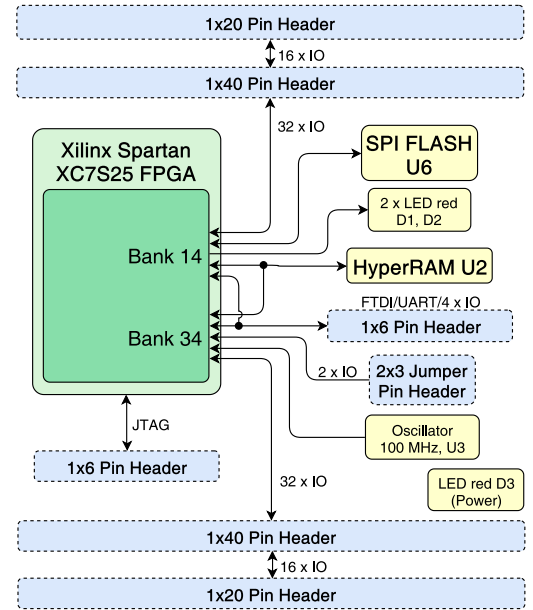 1x20 Pin Header
16 x IO
1x40 Pin Header
32 x IO
Xilinx Spartan
XC7S25 FPGA
SPI FLASH
U6
2 x LED red
D1, D2
Bank 14
HyperRAM U2
FTDI/UART/4 x IO
1x6 Pin Header
Bank 34
2 x IO
2x3 Jumper
Pin Header
JTAG
Oscillator
100 MHz, U3
1x6 Pin Header
32 x IO
LED red D3
(Power)
1x40 Pin Header
16 x IO
1x20 Pin Header